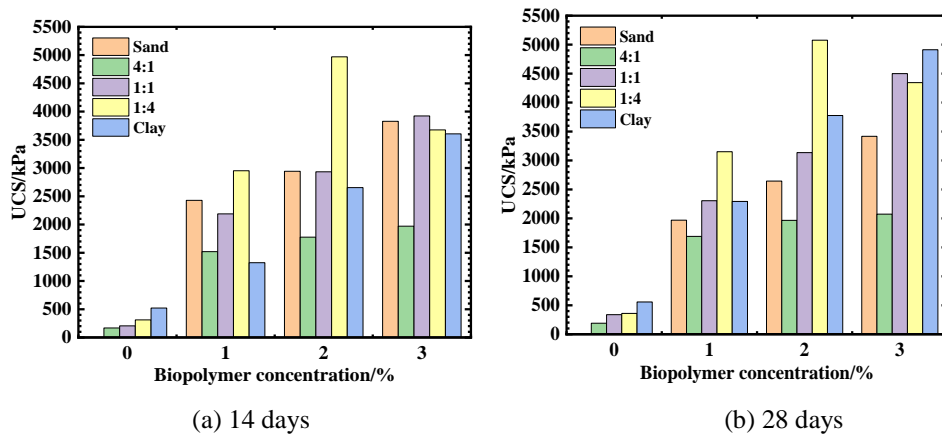 5500
5000
4500
4000
3500
3000
2500
2000
1500
1000
500
0
UCS/kPa
Sand
4:1
1:1
1:4
Clay
0 1 2 3
Biopolymer concentration/%
(a) 14 days
5500
5000
4500
4000
3500
3000
2500
2000
1500
1000
500
0
UCS/kPa
Sand
4:1
1:1
1:4
Clay
0 1 2 3
Biopolymer concentration/%
(b) 28 days